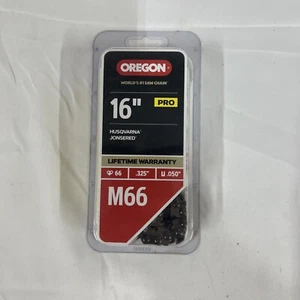 OREGON
WORLD'S #1 SAW CHAIN
16" PRO
HUSQVARNA
JONSERED
LIFETIME WARRANTY
66 .325" .050"
M66